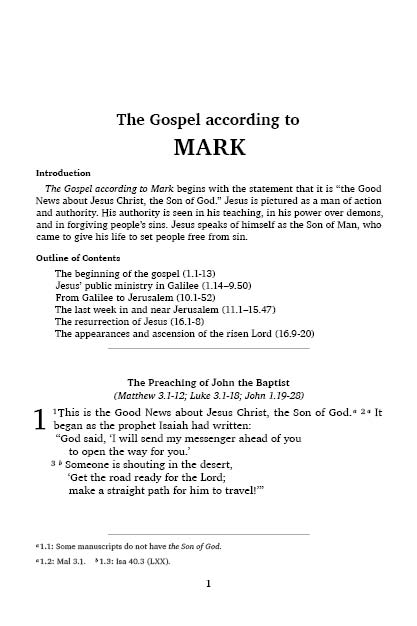 The Gospel according to
MARK
Introduction
The Gospel according to Mark begins with the statement that it is “the Good
News about Jesus Christ, the Son of God.” Jesus is pictured as a man of action
and authority. His authority is seen in his teaching, in his power over demons,
and in forgiving people’s sins. Jesus speaks of himself as the Son of Man, who
came to give his life to set people free from sin.
Outline of Contents
The beginning of the gospel (1.1-13)
Jesus’ public ministry in Galilee (1.14–9.50)
From Galilee to Jerusalem (10.1-52)
The last week in and near Jerusalem (11.1–15.47)
The resurrection of Jesus (16.1-8)
The appearances and ascension of the risen Lord (16.9-20)
The Preaching of John the Baptist
(Matthew 3.1-12; Luke 3.1-18; John 1.19-28)
1 1This is the Good News about Jesus Christ, the Son of God.a 2 a It
began as the prophet Isaiah had written:
“God said, ‘I will send my messenger ahead of you
to open the way for you.’
3 b Someone is shouting in the desert,
‘Get the road ready for the Lord;
make a straight path for him to travel!’”
a1.1: Some manuscripts do not have the Son of God.
a1.2: Mal 3.1. b1.3: Isa 40.3 (LXX).
1